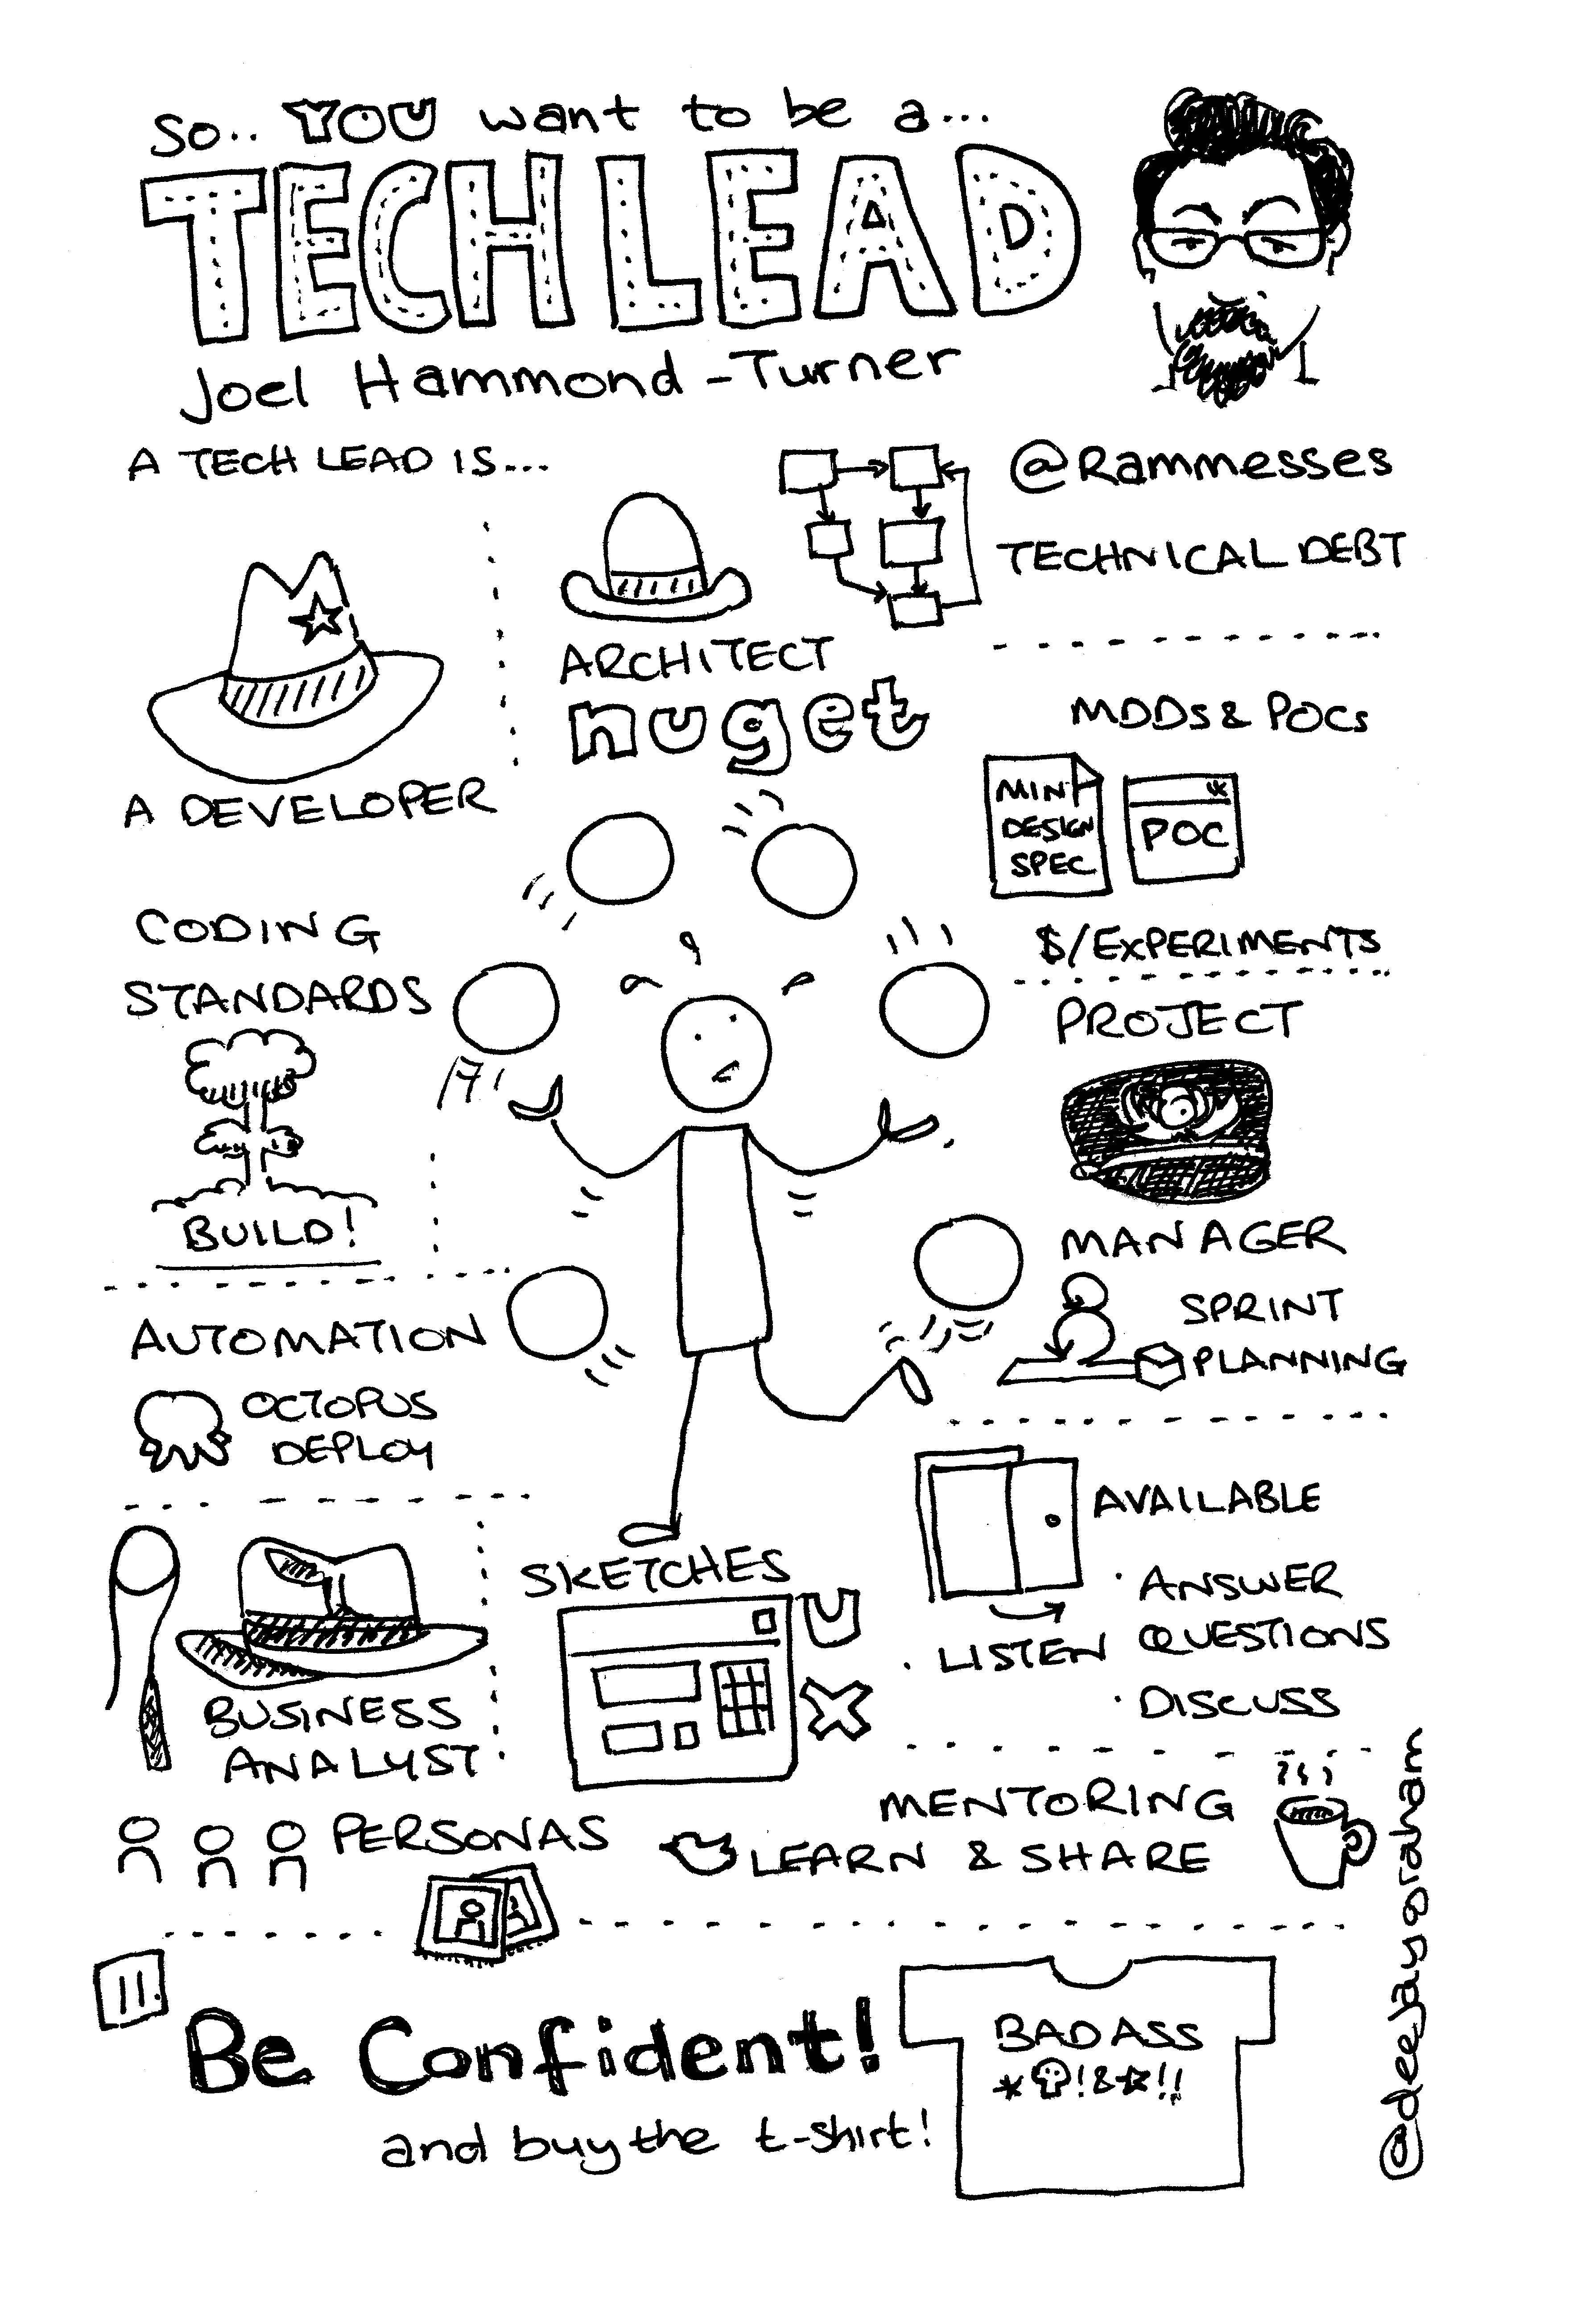 So.. YOU want to be a...
TECH LEAD
Joel Hammond-Turner
A TECH LEAD IS...
@Rammesses
TECHNICAL DEBT
ARCHITECT
nuget
A DEVELOPER
MDDs & POCs
MINI
DESIGN
SPEC
POC
$/EXPERIMENTS
CODING
STANDARDS
BUILD!
PROJECT
MANAGER
SPRINT
PLANNING
AUTOMATION
OCTOPUS
DEPLOY
AVAILABLE
· ANSWER
QUESTIONS
· LISTEN
· DISCUSS
SKETCHES
U
X
BUSINESS
ANALYST
PERSONAS
MENTORING
LEARN & SHARE
Be Confident!
and buy the t-shirt!
BADASS
@deeJaygraham